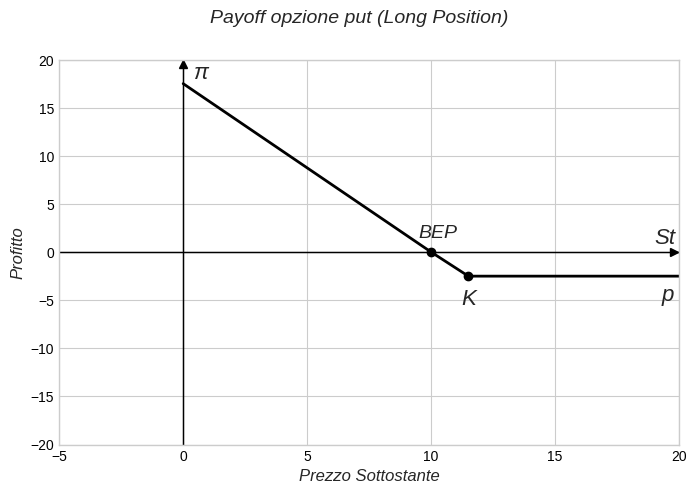 Payoff opzione put (Long Position)
20
π
15
10
5
BEP
St
0
K
p
−5
−10
−15
−20
−5
0
5
10
15
20
Prezzo Sottostante
Profitto